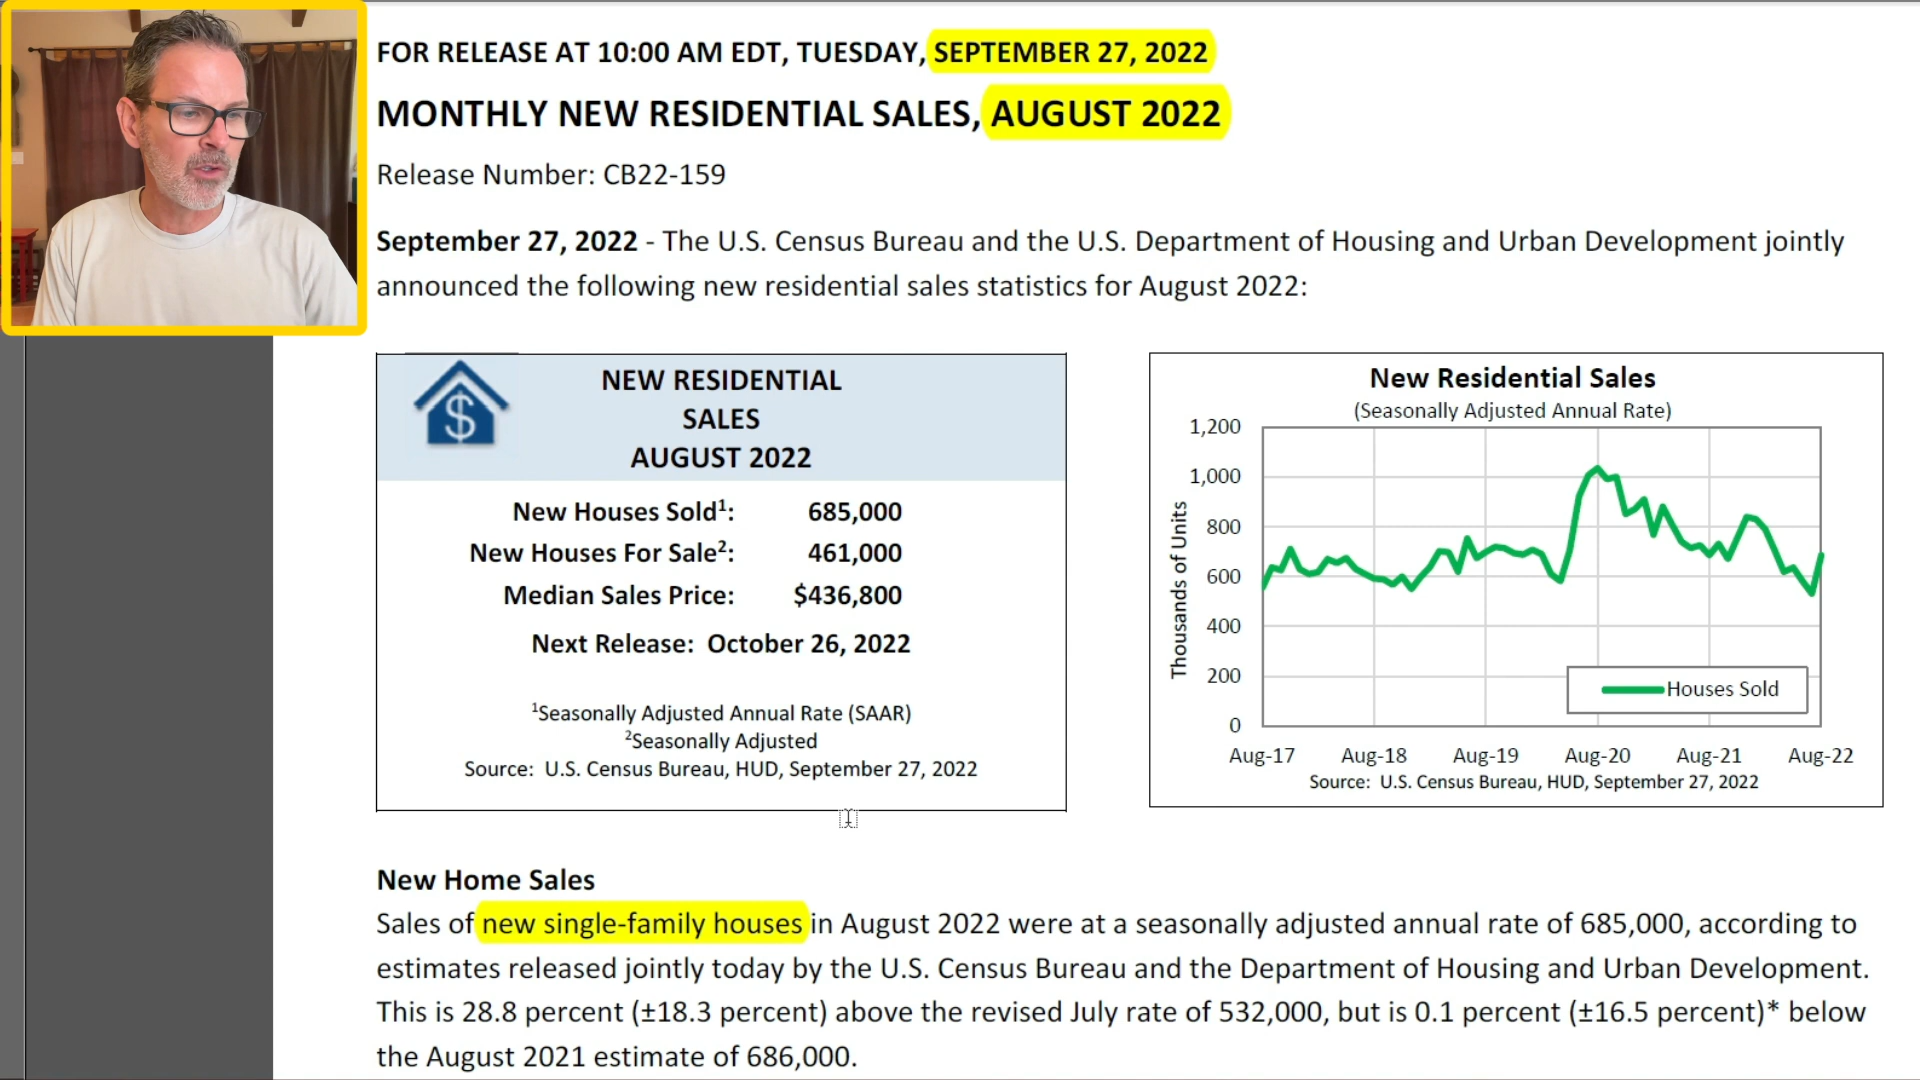 FOR RELEASE AT 10:00 AM EDT, TUESDAY, SEPTEMBER 27, 2022
MONTHLY NEW RESIDENTIAL SALES, AUGUST 2022
Release Number: CB22-159
September 27, 2022 - The U.S. Census Bureau and the U.S. Department of Housing and Urban Development jointly
announced the following new residential sales statistics for August 2022:
$
NEW RESIDENTIAL
SALES
AUGUST 2022
New Houses Sold¹: 685,000
New Houses For Sale²: 461,000
Median Sales Price: $436,800
Next Release: October 26, 2022
¹Seasonally Adjusted Annual Rate (SAAR)
²Seasonally Adjusted
Source: U.S. Census Bureau, HUD, September 27, 2022
New Residential Sales
(Seasonally Adjusted Annual Rate)
Thousands of Units
1,200
1,000
800
600
400
200
0
Houses Sold
Aug-17 Aug-18 Aug-19 Aug-20 Aug-21 Aug-22
Source: U.S. Census Bureau, HUD, September 27, 2022
New Home Sales
Sales of new single-family houses in August 2022 were at a seasonally adjusted annual rate of 685,000, according to
estimates released jointly today by the U.S. Census Bureau and the Department of Housing and Urban Development.
This is 28.8 percent (±18.3 percent) above the revised July rate of 532,000, but is 0.1 percent (±16.5 percent)* below
the August 2021 estimate of 686,000.